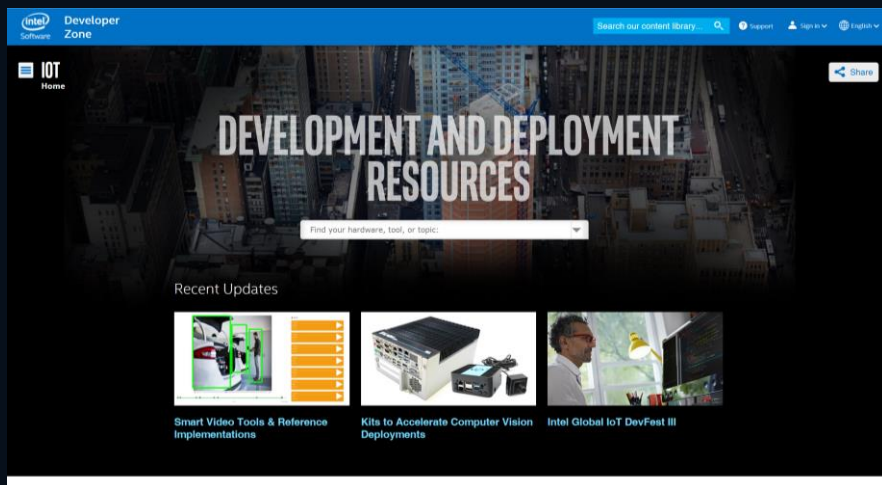 intel
Software
Developer
Zone
Search our content library...
Support
Sign in
English
IOT
Home
Share
DEVELOPMENT AND DEPLOYMENT
RESOURCES
Find your hardware, tool, or topic:
Recent Updates
Smart Video Tools & Reference
Implementations
Kits to Accelerate Computer Vision
Deployments
Intel Global IoT DevFest III